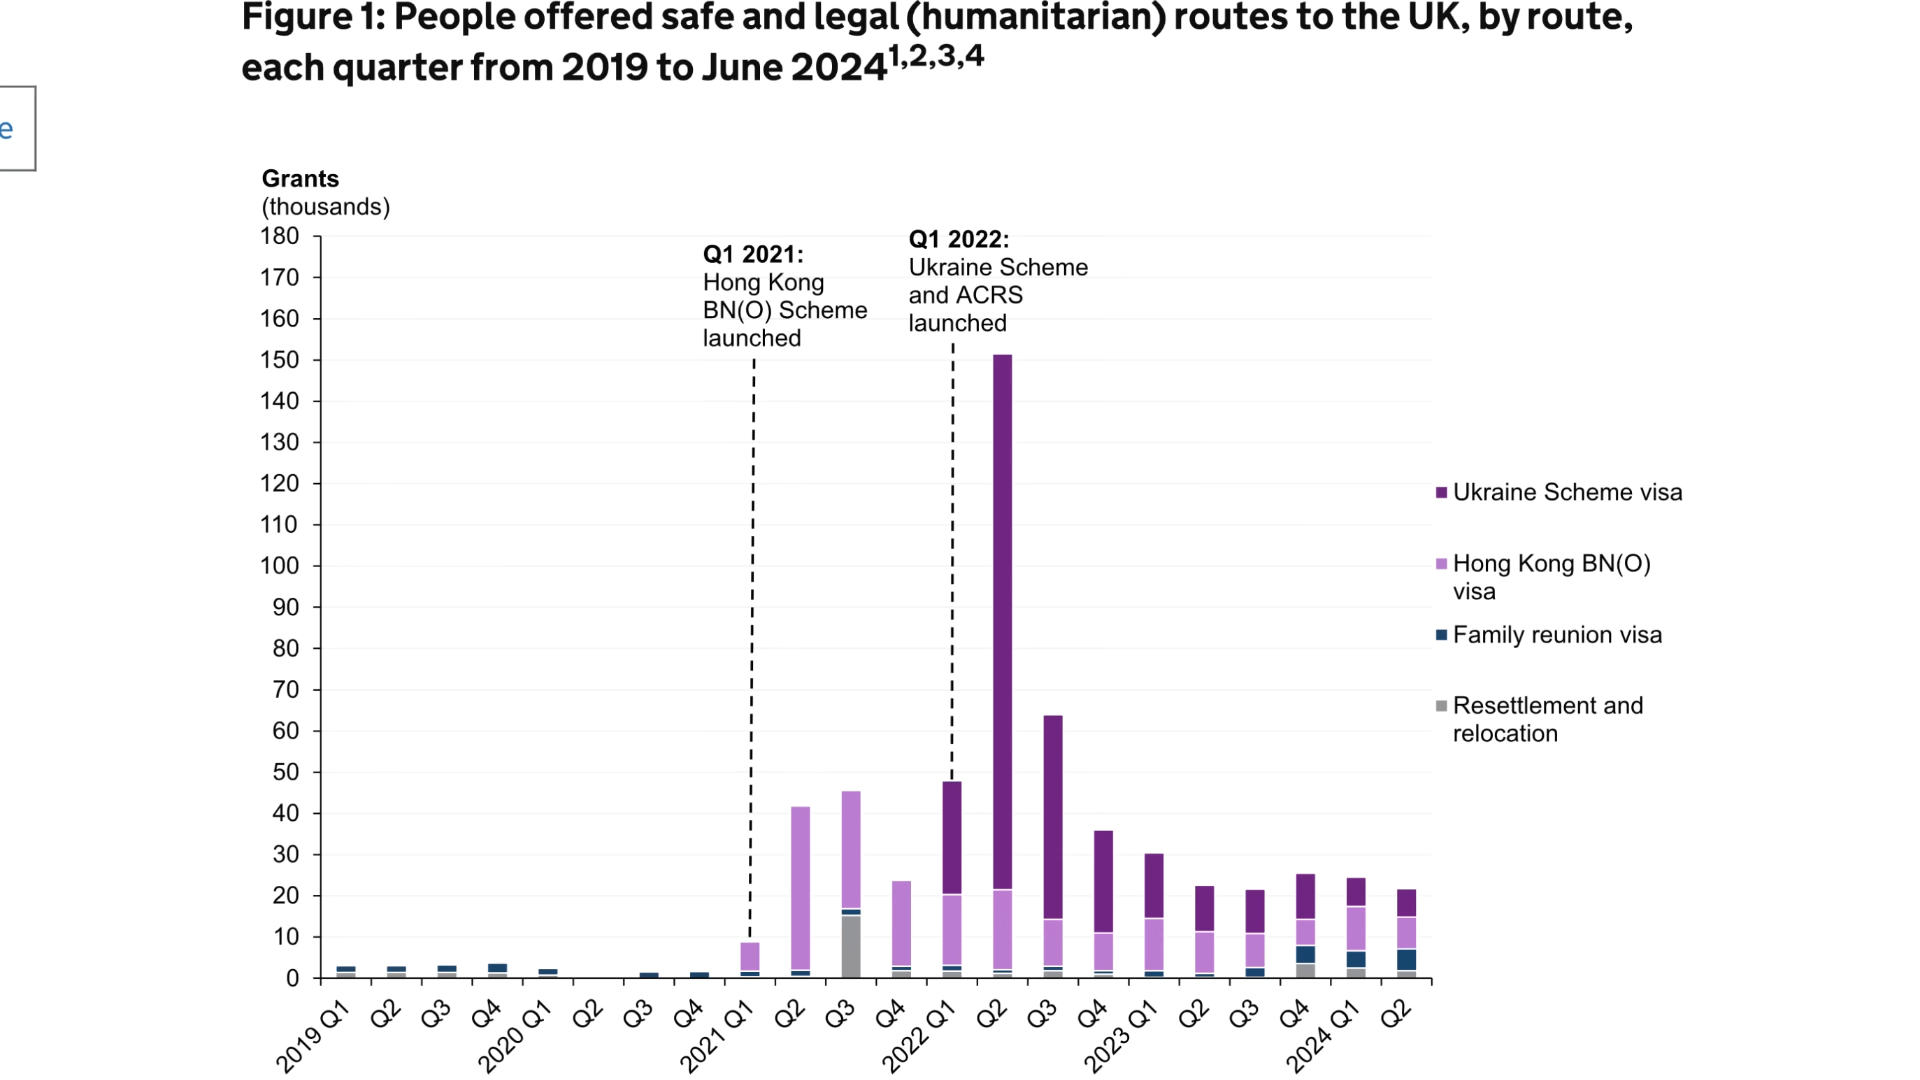 Figure 1: People offered safe and legal (humanitarian) routes to the UK, by route,
each quarter from 2019 to June 2024¹,²,³,⁴
e
Grants
(thousands)
180
170
160
150
140
130
120
110
100
90
80
70
60
50
40
30
20
10
0
Q1 2021:
Hong Kong
BN(O) Scheme
launched
Q1 2022:
Ukraine Scheme
and ACRS
launched
Ukraine Scheme visa
Hong Kong BN(O)
visa
Family reunion visa
Resettlement and
relocation
2019 Q1
Q2
Q3
Q4
2020 Q1
Q2
Q3
Q4
2021 Q1
Q2
Q3
Q4
2022 Q1
Q2
Q3
Q4
2023 Q1
Q2
Q3
Q4
2024 Q1
Q2